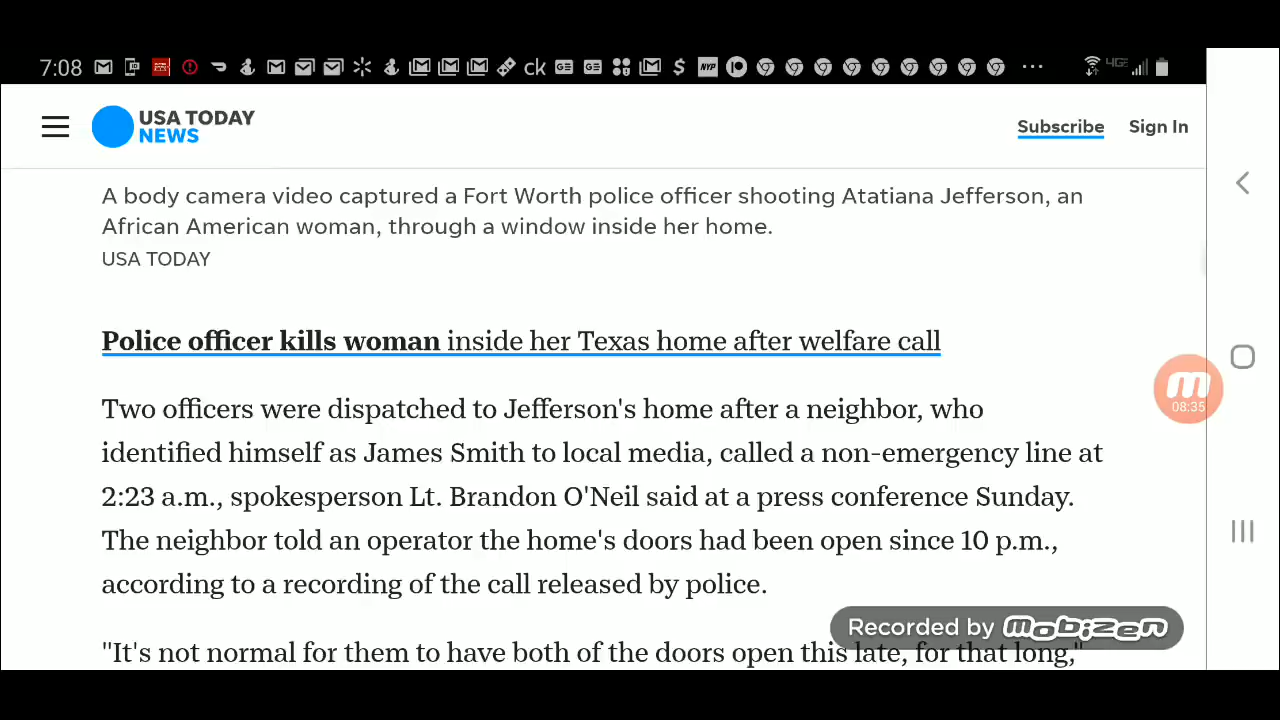 7:08 ck $ NYP 4GE
USA TODAY
NEWS
Subscribe Sign In
A body camera video captured a Fort Worth police officer shooting Atatiana Jefferson, an
African American woman, through a window inside her home.
USA TODAY
Police officer kills woman inside her Texas home after welfare call
Two officers were dispatched to Jefferson's home after a neighbor, who
identified himself as James Smith to local media, called a non-emergency line at
2:23 a.m., spokesperson Lt. Brandon O'Neil said at a press conference Sunday.
The neighbor told an operator the home's doors had been open since 10 p.m.,
according to a recording of the call released by police.
"It's not normal for them to have both of the doors open this late, for that long,"
08:35
Recorded by mobizen